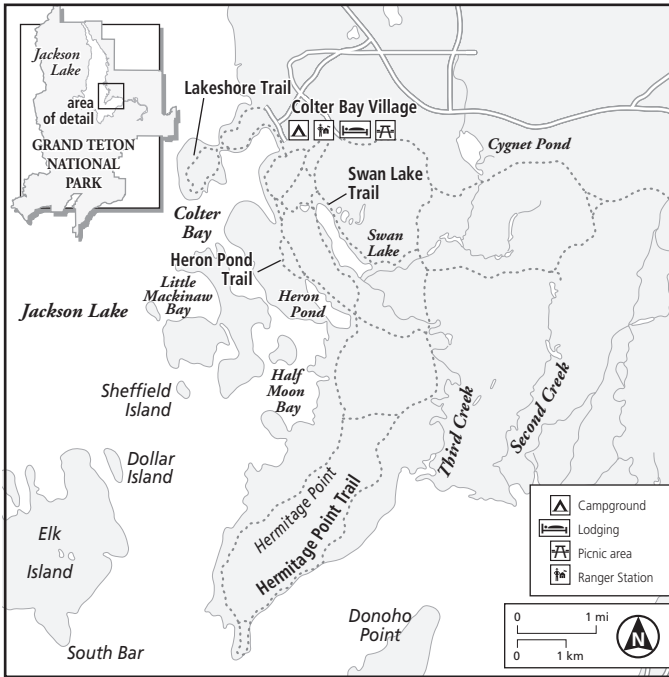 Jackson
Lake
area
of detail
GRAND TETON
NATIONAL
PARK
Lakeshore Trail
Colter Bay Village
Cygnet Pond
Swan Lake
Trail
Colter
Bay
Swan
Lake
Heron Pond
Trail
Little
Mackinaw
Bay
Heron
Pond
Jackson Lake
Half
Moon
Bay
Sheffield
Island
Third Creek
Second Creek
Dollar
Island
Hermitage Point
Hermitage Point Trail
Elk
Island
Donoho
Point
South Bar
Campground
Lodging
Picnic area
Ranger Station
0 1 mi
0 1 km
N